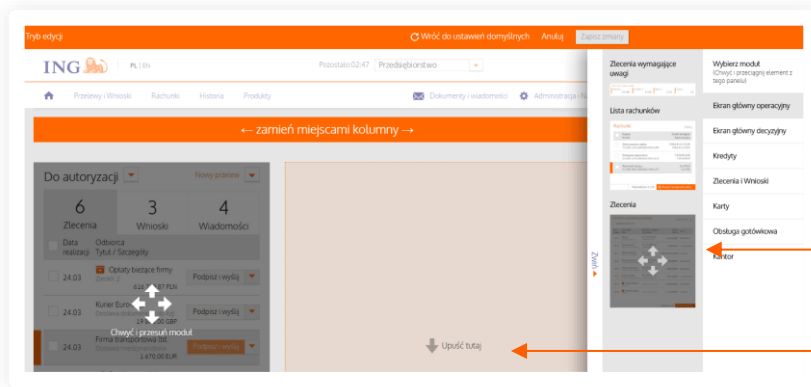 Tryb edycji
Wróć do ustawień domyślnych Anuluj Zapisz zmiany
ING PL | EN
Pozostało: 02:47 Przedsiębiorstwo
Przelewy i Wnioski Rachunki Historia Produkty
Dokumenty i wiadomości Administracja i
← zamień miejscami kolumny →
Do autoryzacji Nowy przelew
6 3 4
Zlecenia Wnioski Wiadomości
Data realizacji Odbiorca
Tytuł / Szczegóły
24.03 Opłaty bieżące firmy
PLN
Podpisz i wyślij
24.03 Kurier Euro
GBP
Podpisz i wyślij
Chwyć i przesuń moduł
24.03 Firma transportowa ltd.
1 670,00 EUR
Podpisz i wyślij
Upuść tutaj
Zwiń
Zlecenia wymagające
uwagi
Lista rachunków
Rachunki
Zlecenia
Wybierz moduł
(Chwyć i przeciągnij element z
tego panelu)
Ekran główny operacyjny
Ekran główny decyzyjny
Kredyty
Zlecenia i Wnioski
Karty
Obsługa gotówkowa
Kantor